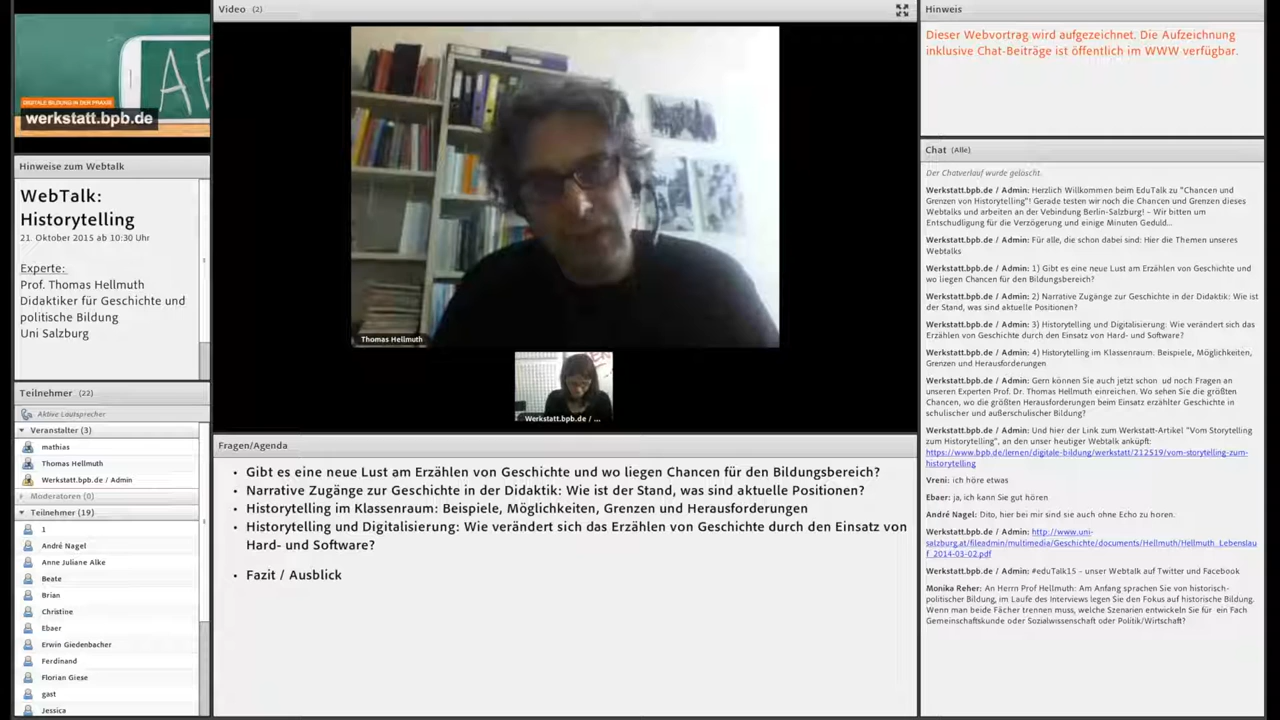 Video (2)
DIGITALE BILDUNG IN DER PRAXIS
werkstatt.bpb.de
Hinweise zum Webtalk
WebTalk:
Historytelling
21. Oktober 2015 ab 10:30 Uhr
Experte:
Prof. Thomas Hellmuth
Didaktiker für Geschichte und
politische Bildung
Uni Salzburg
Teilnehmer (22)
Aktive Lautsprecher
Veranstalter (3)
mathias
Thomas Hellmuth
Werkstatt.bpb.de / Admin
Moderatoren (0)
Teilnehmer (19)
1
André Nagel
Anne Juliane Alke
Beate
Brian
Christine
Ebaer
Erwin Giedenbacher
Ferdinand
Florian Giese
gast
Jessica
Thomas Hellmuth
Werkstatt.bpb.de / ...
Fragen/Agenda
• Gibt es eine neue Lust am Erzählen von Geschichte und wo liegen Chancen für den Bildungsbereich?
• Narrative Zugänge zur Geschichte in der Didaktik: Wie ist der Stand, was sind aktuelle Positionen?
• Historytelling im Klassenraum: Beispiele, Möglichkeiten, Grenzen und Herausforderungen
• Historytelling und Digitalisierung: Wie verändert sich das Erzählen von Geschichte durch den Einsatz von
Hard- und Software?
• Fazit / Ausblick
Hinweis
Dieser Webvortrag wird aufgezeichnet. Die Aufzeichnung
inklusive Chat-Beiträge ist öffentlich im WWW verfügbar.
Chat (Alle)
Der Chatverlauf wurde gelöscht.
Werkstatt.bpb.de / Admin: Herzlich Willkommen beim EduTalk zu "Chancen und
Grenzen von Historytelling"! Gerade testen wir noch die Chancen und Grenzen dieses
Webtalks und arbeiten an der Vebindung Berlin-Salzburg! - Wir bitten um
Entschudligung für die Verzögerung und einige Minuten Geduld...
Werkstatt.bpb.de / Admin: Für alle, die schon dabei sind: Hier die Themen unseres
Webtalks
Werkstatt.bpb.de / Admin: 1) Gibt es eine neue Lust am Erzählen von Geschichte und
wo liegen Chancen für den Bildungsbereich?
Werkstatt.bpb.de / Admin: 2) Narrative Zugänge zur Geschichte in der Didaktik: Wie ist
der Stand, was sind aktuelle Positionen?
Werkstatt.bpb.de / Admin: 3) Historytelling und Digitalisierung: Wie verändert sich das
Erzählen von Geschichte durch den Einsatz von Hard- und Software?
Werkstatt.bpb.de / Admin: 4) Historytelling im Klassenraum. Beispiele, Möglichkeiten,
Grenzen und Herausforderungen
Werkstatt.bpb.de / Admin: Gern können Sie auch jetzt schon ud noch Fragen an
unseren Experten Prof. Dr. Thomas Hellmuth einreichen. Wo sehen Sie die größten
Chancen, wo die größten Herausforderungen beim Einsatz erzählter Geschichte in
schulischer und außerschulischer Bildung?
Werkstatt.bpb.de / Admin: Und hier der Link zum Werkstatt-Artikel "Vom Storytelling
zum Historytelling", an den unser heutiger Webtalk anküpft:
https://www.bpb.de/lernen/digitale-bildung/werkstatt/212519/vom-storytelling-zum-
historytelling
Vreni: ich höre etwas
Ebaer: ja, ich kann Sie gut hören
André Nagel: Dito, hier bei mir sind sie auch ohne Echo zu horen.
Werkstatt.bpb.de / Admin: http://www.uni-
salzburg.at/fileadmin/multimedia/Geschichte/documents/Hellmuth/Hellmuth_Lebenslau
f_2014-03-02.pdf
Werkstatt.bpb.de / Admin: #eduTalk15 - unser Webtalk auf Twitter und Facebook
Monika Reher: An Herrn Prof Hellmuth: Am Anfang sprachen Sie von historisch-
politischer Bildung, im Laufe des Interviews legen Sie den Fokus auf historische Bildung.
Wenn man beide Fächer trennen muss, welche Szenarien entwickeln Sie für ein Fach
Gemeinschaftskunde oder Sozialwissenschaft oder Politik/Wirtschaft?